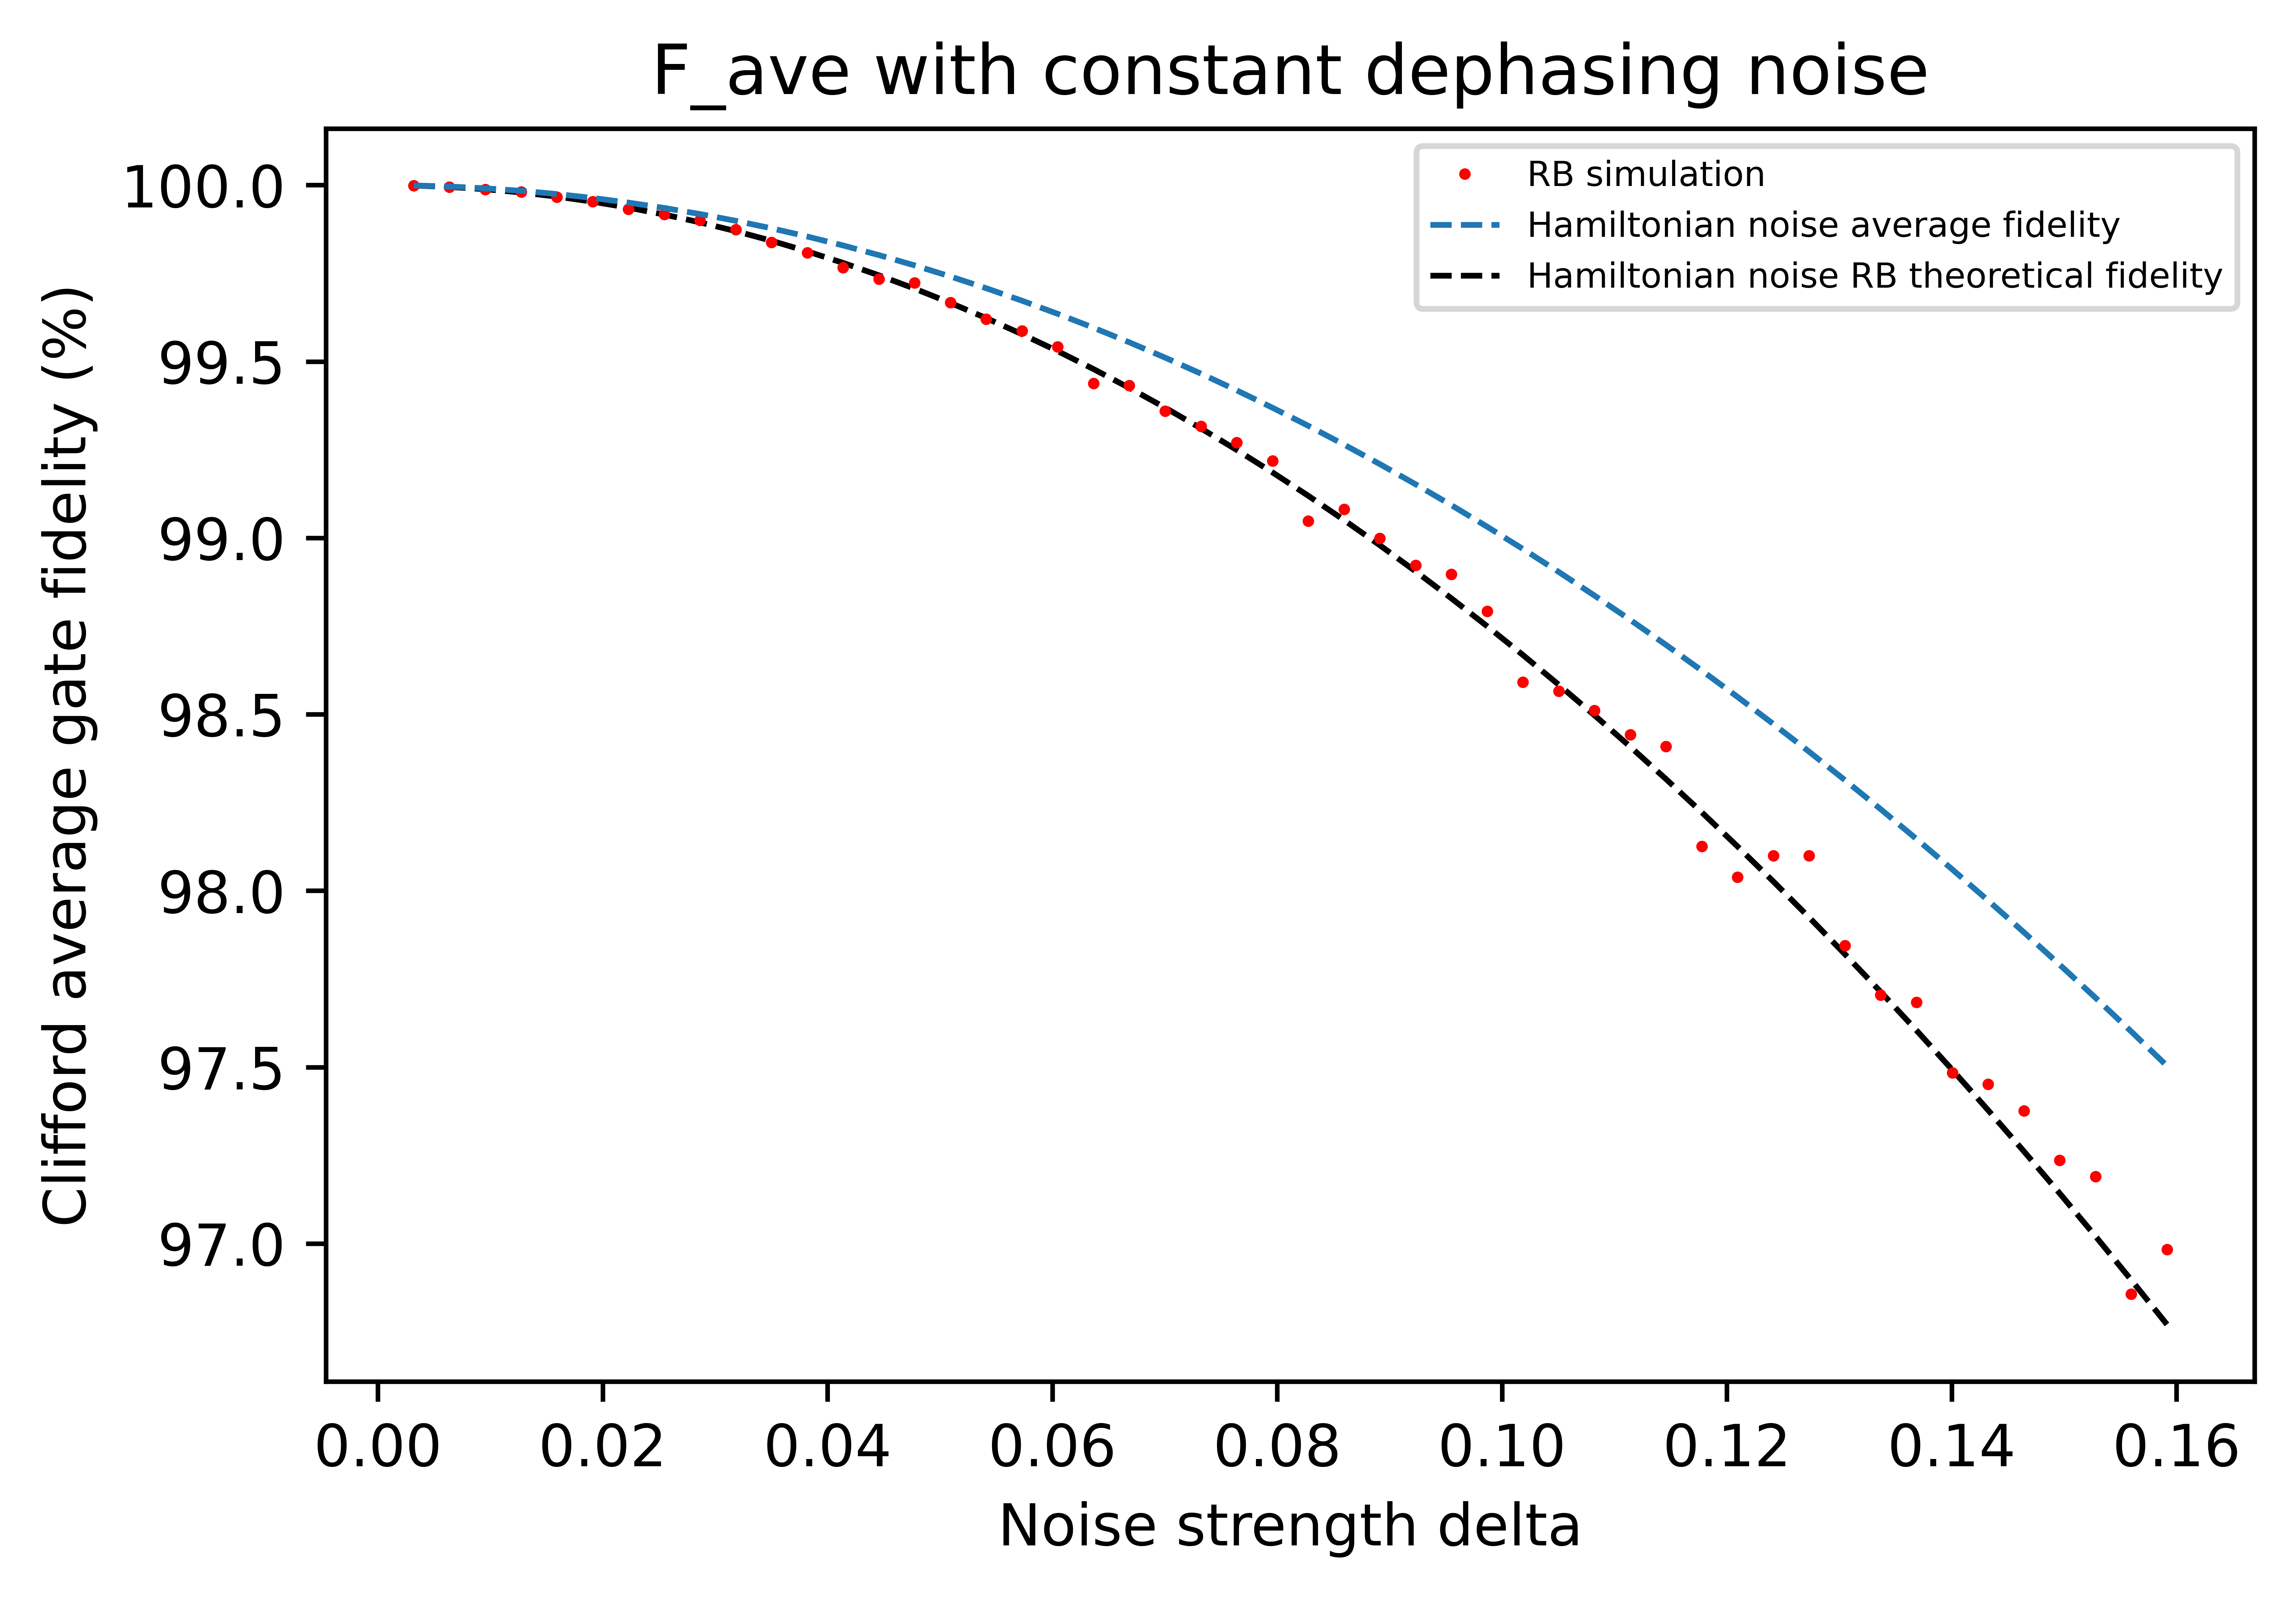 F_ave with constant dephasing noise
RB simulation
Hamiltonian noise average fidelity
Hamiltonian noise RB theoretical fidelity
Clifford average gate fidelity (%)
100.0
99.5
99.0
98.5
98.0
97.5
97.0
0.00 0.02 0.04 0.06 0.08 0.10 0.12 0.14 0.16
Noise strength delta